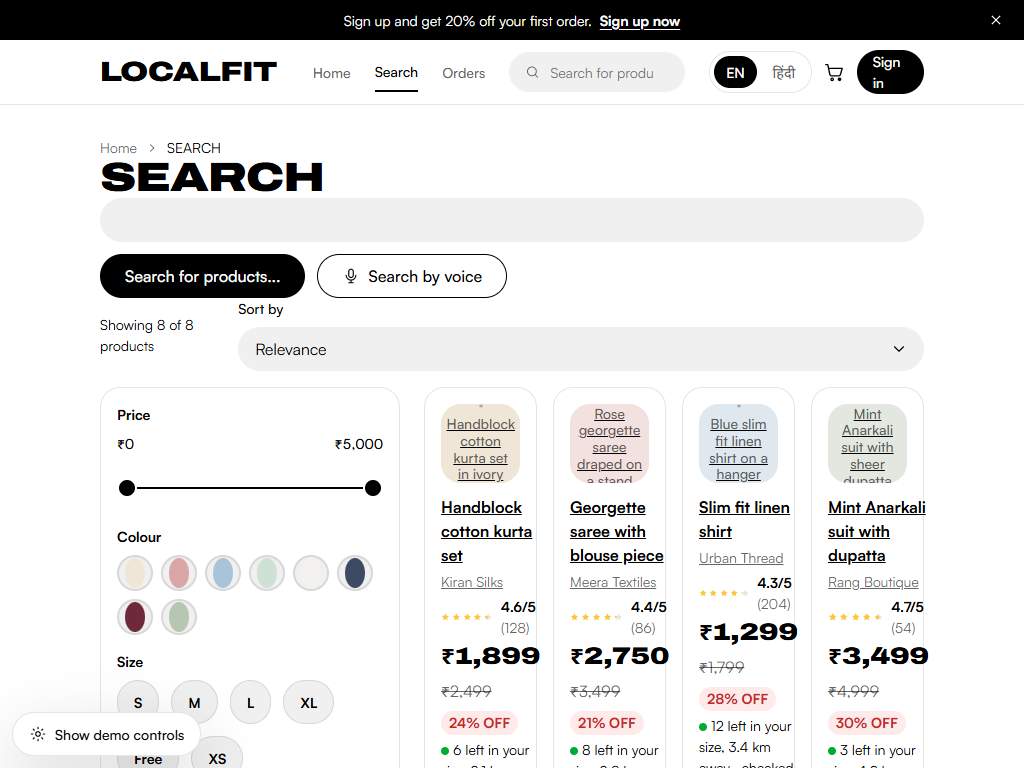 Sign up and get 20% off your first order. Sign up now
LOCALFIT
Home
Search
Orders
Search for produ
EN
हिंदी
Sign
in
Home
SEARCH
SEARCH
Search for products...
Search by voice
Showing 8 of 8
products
Sort by
Relevance
Price
₹0
₹5,000
Colour
Size
S
M
L
XL
Free
XS
Show demo controls
Handblock
cotton
kurta set
in ivory
Handblock
cotton kurta
set
Kiran Silks
4.6/5
(128)
₹1,899
₹2,499
24% OFF
6 left in your
Rose
georgette
saree
draped on
a stand
Georgette
saree with
blouse piece
Meera Textiles
4.4/5
(86)
₹2,750
₹3,499
21% OFF
8 left in your
Blue slim
fit linen
shirt on a
hanger
Slim fit linen
shirt
Urban Thread
4.3/5
(204)
₹1,299
₹1,799
28% OFF
12 left in your
size, 3.4 km
Mint
Anarkali
suit with
sheer
dupatta
Mint Anarkali
suit with
dupatta
Rang Boutique
4.7/5
(54)
₹3,499
₹4,999
30% OFF
3 left in your